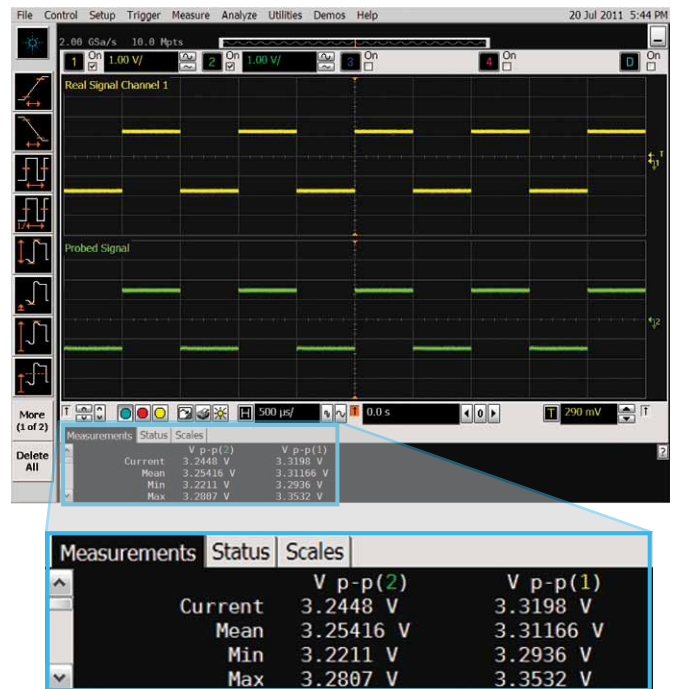 File Control Setup Trigger Measure Analyze Utilities Demos Help 20 Jul 2011 5:44 PM
2.00 GSa/s 10.0 Mpts
1 On 1.00 V/ 2 On 1.00 V/ 3 On 4 On D On
Real Signal Channel 1
T
1
Probed Signal
2
1/
More
(1 of 2)
Delete
All
T H 500 µs/ T 0.0 s 0 T 290 mV T
Measurements Status Scales
?
V p-p(2) V p-p(1)
Current 3.2448 V 3.3198 V
Mean 3.25416 V 3.31166 V
Min 3.2211 V 3.2936 V
Max 3.2807 V 3.3532 V
Measurements Status Scales
V p-p(2) V p-p(1)
Current 3.2448 V 3.3198 V
Mean 3.25416 V 3.31166 V
Min 3.2211 V 3.2936 V
Max 3.2807 V 3.3532 V